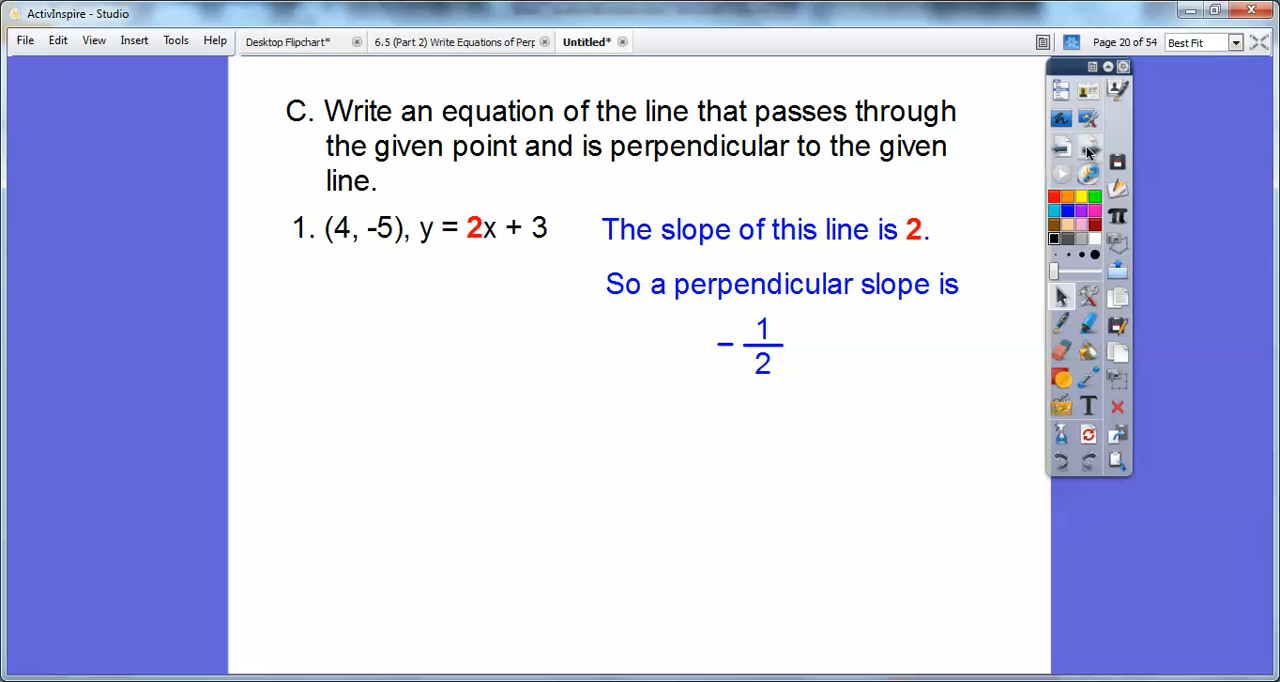 ActivInspire - Studio
File Edit View Insert Tools Help
Desktop Flipchart*
6.5 (Part 2) Write Equations of Perp
Untitled*
Page 20 of 54
Best Fit
C. Write an equation of the line that passes through
the given point and is perpendicular to the given
line.
1. (4, -5), y = 2x + 3
The slope of this line is 2.
So a perpendicular slope is
− 1
2
π
T